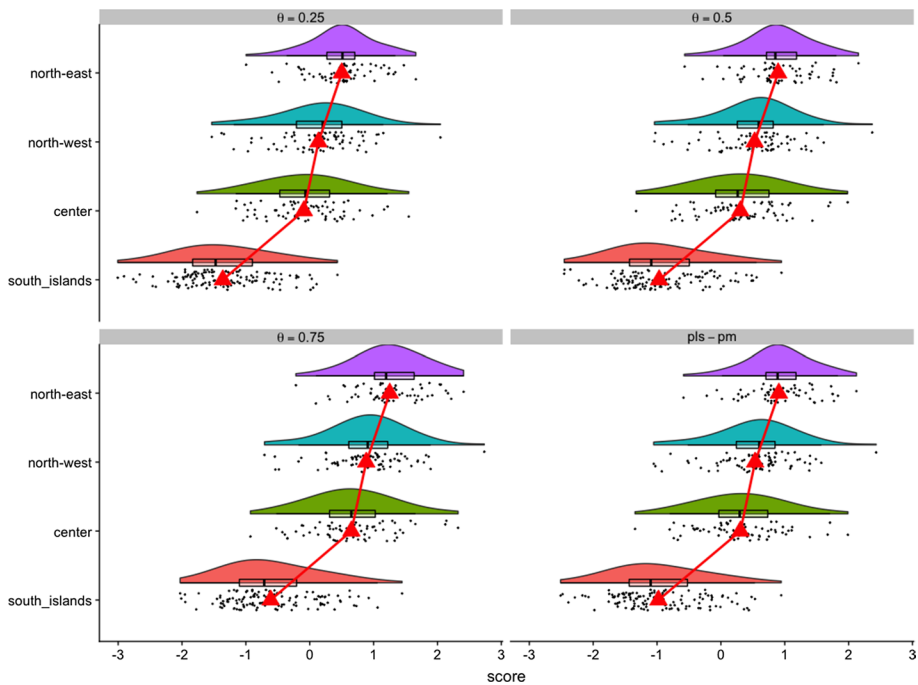 θ = 0.25
θ = 0.5
north-east
north-west
center
south_islands
θ = 0.75
pls − pm
north-east
north-west
center
south_islands
-3 -2 -1 0 1 2 3 -3 -2 -1 0 1 2 3
score